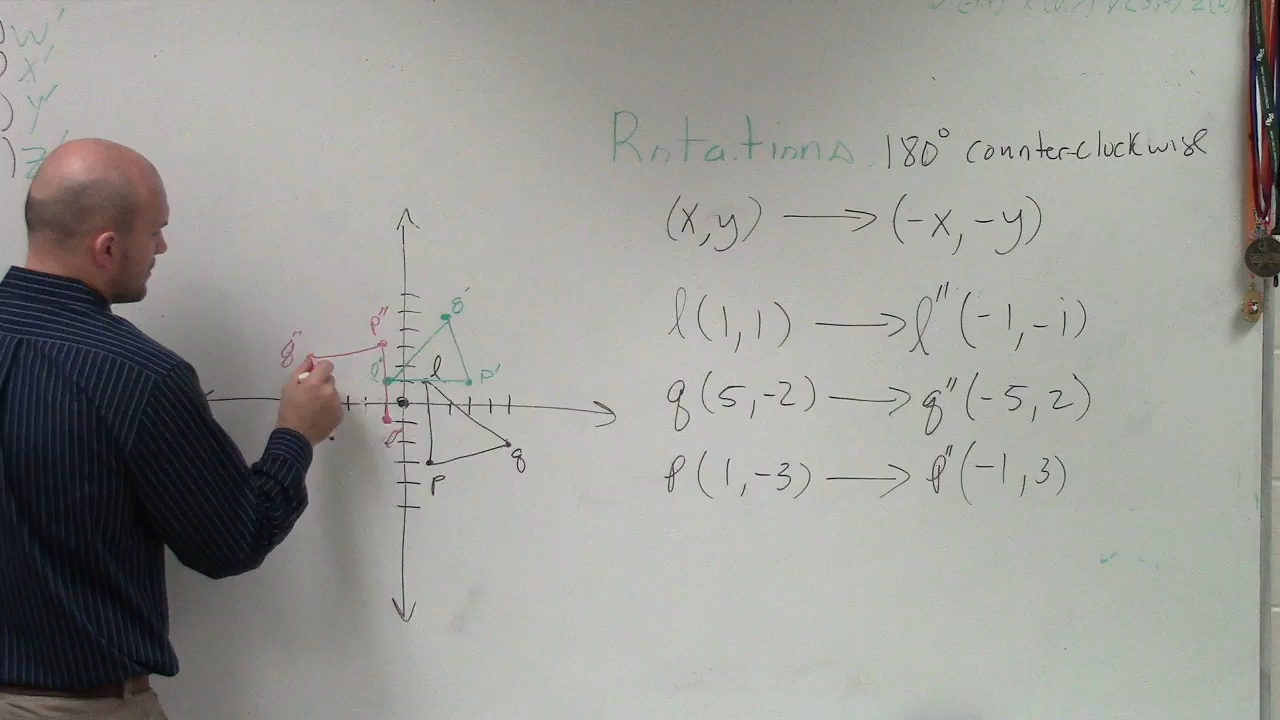 W'
X'
Y'
Z'
Rotations 180° counter-clockwise
(x,y) → (-x, -y)
l(1,1) → l"(-1,-1)
q(5,-2) → q"(-5,2)
p(1,-3) → p"(-1,3)
q'
p"
q"
l
p'
q
p